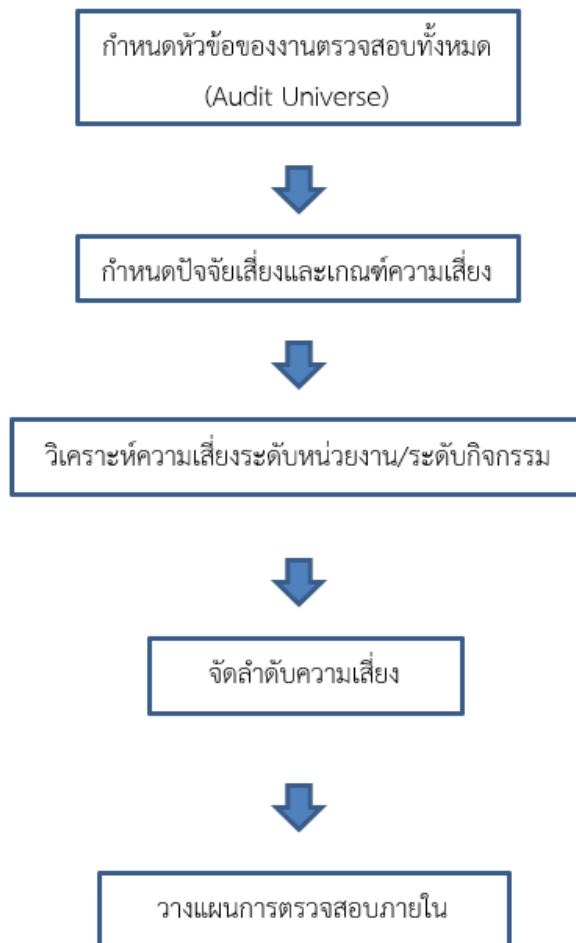 กำหนดหัวข้อของงานตรวจสอบทั้งหมด
(Audit Universe)
กำหนดปัจจัยเสี่ยงและเกณฑ์ความเสี่ยง
วิเคราะห์ความเสี่ยงระดับหน่วยงาน/ระดับกิจกรรม
จัดลำดับความเสี่ยง
วางแผนการตรวจสอบภายใน